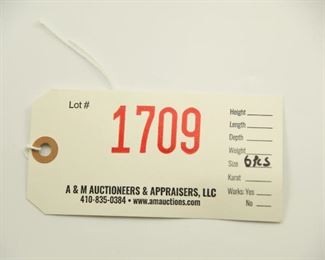 Lot #
1709
Height
Length
Depth
Weight
Size 6pcs
Karat
Works: Yes
No
A & M AUCTIONEERS & APPRAISERS, LLC
410-835-0384 • www.amauctions.com